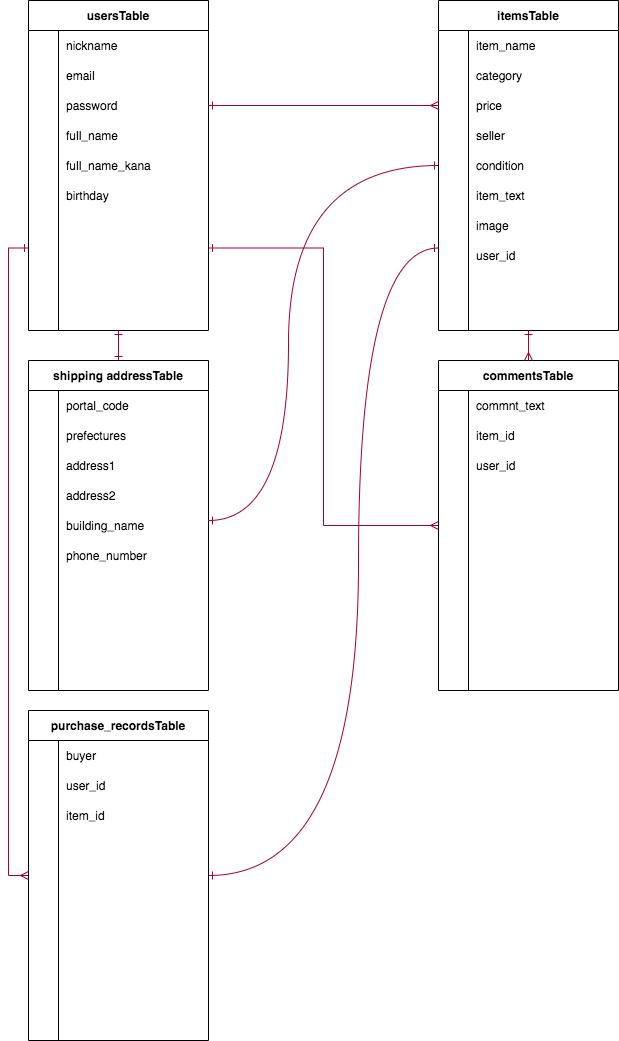 usersTable
nickname
email
password
full_name
full_name_kana
birthday
itemsTable
item_name
category
price
seller
condition
item_text
image
user_id
shipping addressTable
portal_code
prefectures
address1
address2
building_name
phone_number
commentsTable
commnt_text
item_id
user_id
purchase_recordsTable
buyer
user_id
item_id